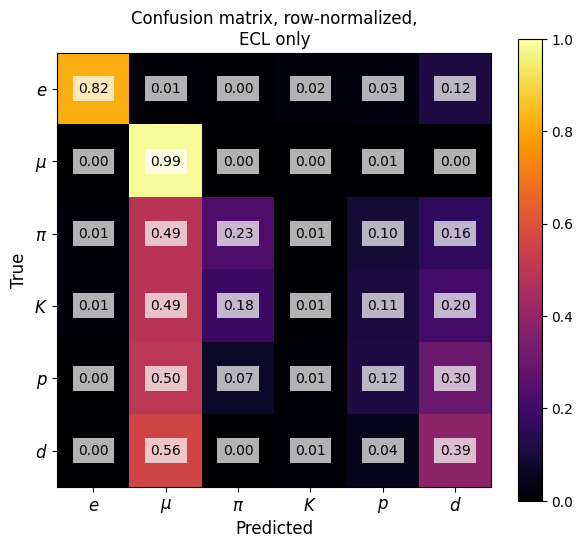 Confusion matrix, row-normalized,
ECL only
True
e 0.82 0.01 0.00 0.02 0.03 0.12
μ 0.00 0.99 0.00 0.00 0.01 0.00
π 0.01 0.49 0.23 0.01 0.10 0.16
K 0.01 0.49 0.18 0.01 0.11 0.20
p 0.00 0.50 0.07 0.01 0.12 0.30
d 0.00 0.56 0.00 0.01 0.04 0.39
e μ π K p d
Predicted
1.0
0.8
0.6
0.4
0.2
0.0